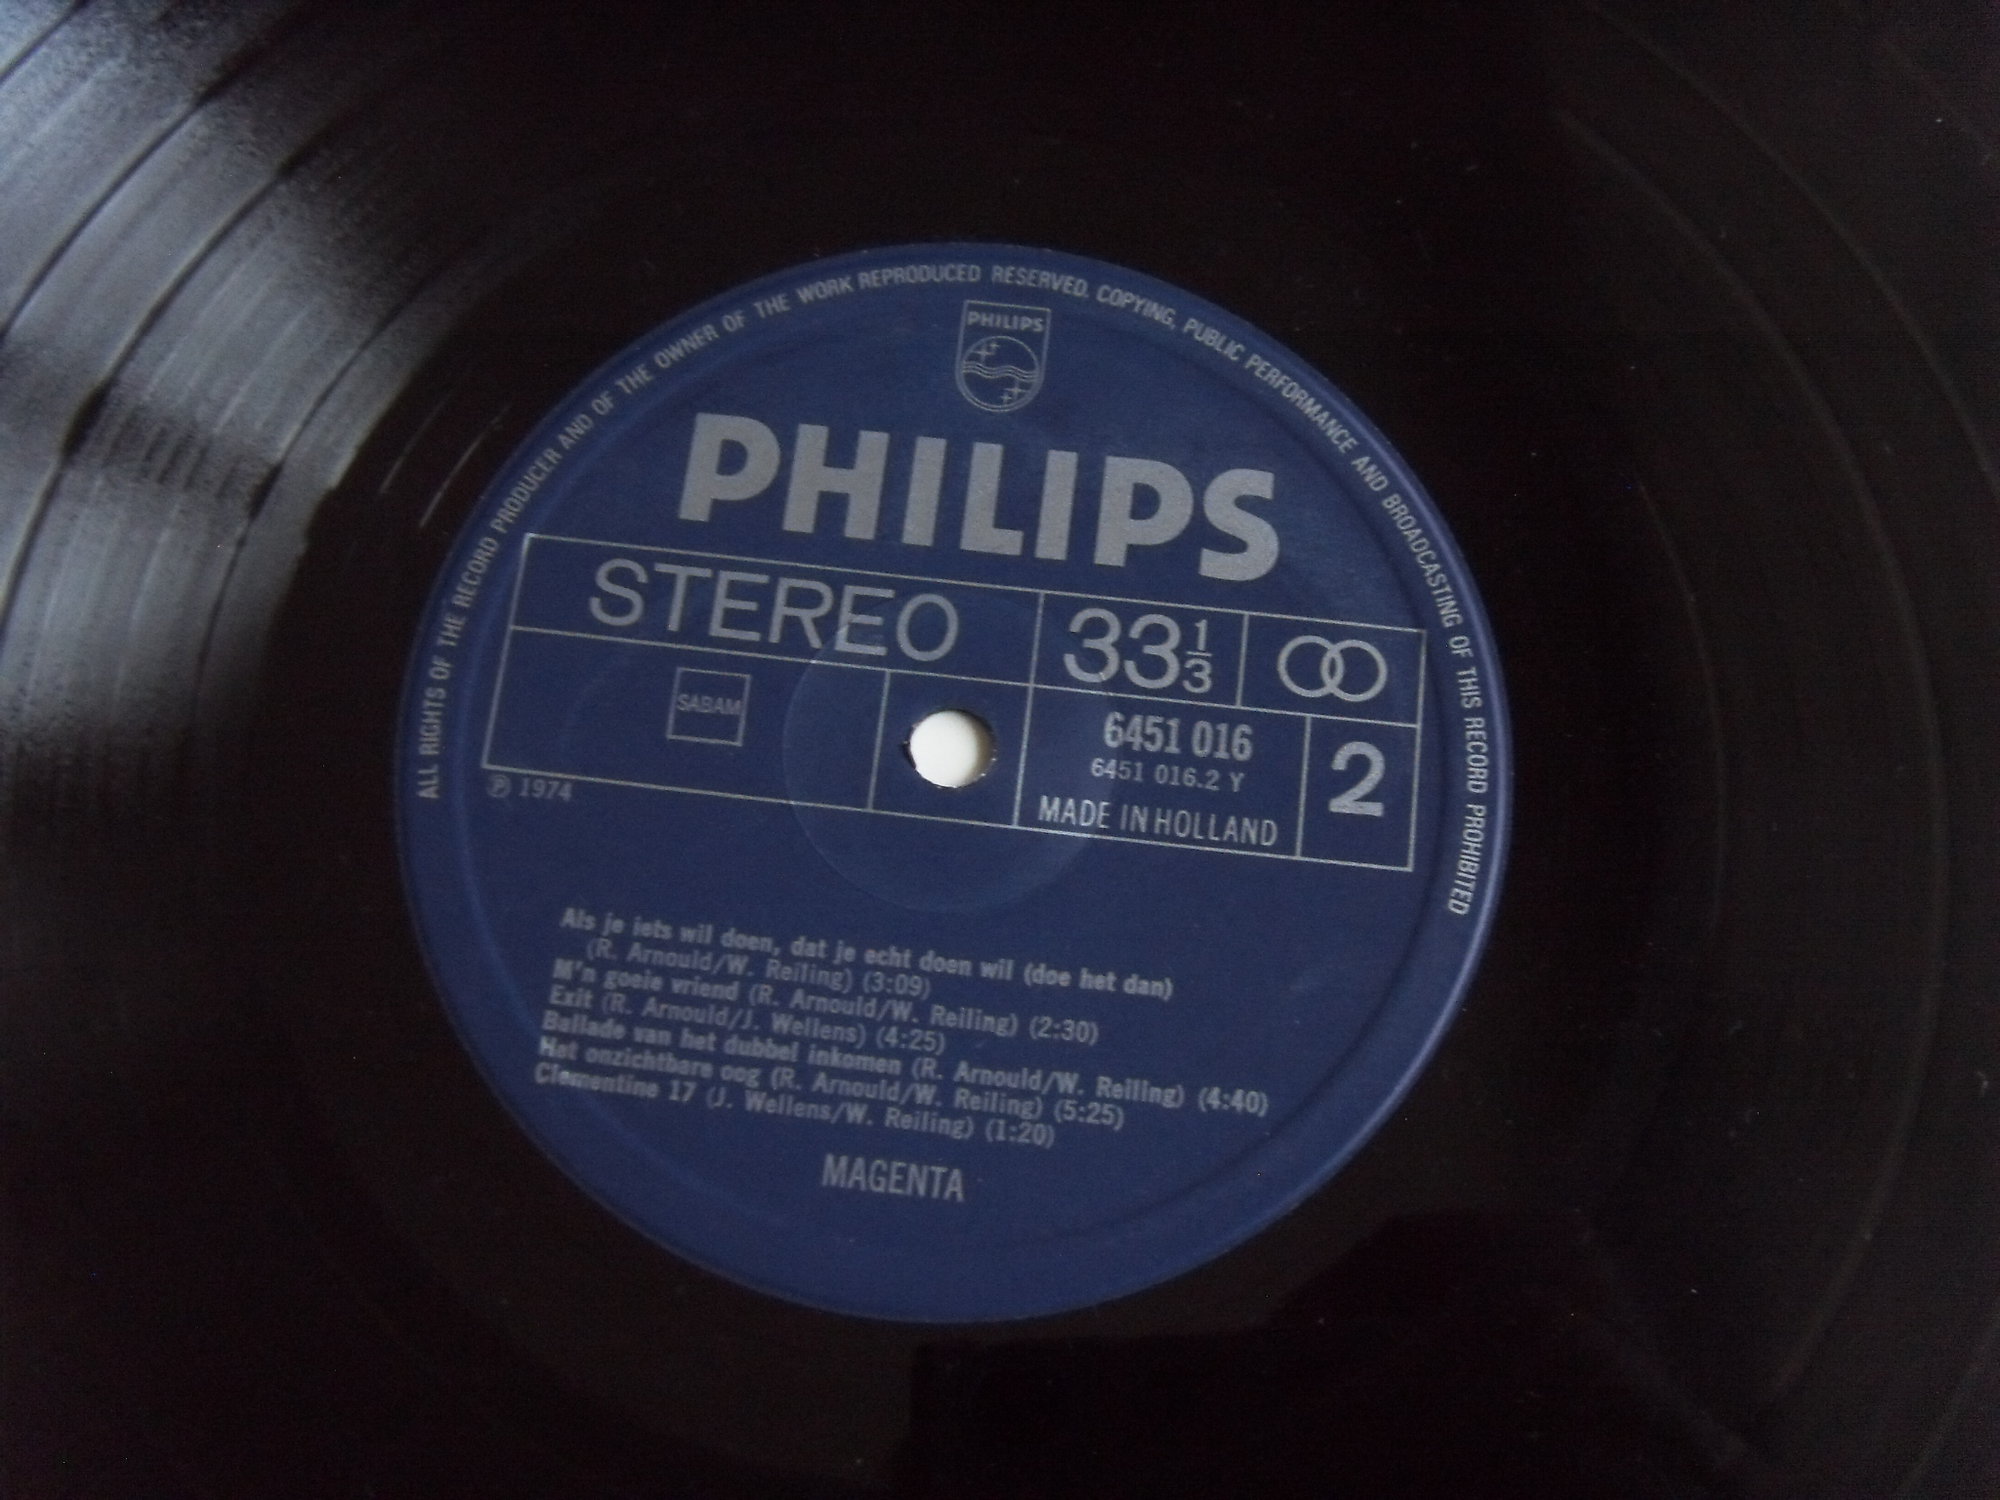 ALL RIGHTS OF THE RECORD PRODUCER AND OF THE OWNER OF THE WORK REPRODUCED RESERVED. COPYING, PUBLIC PERFORMANCE AND BROADCASTING OF THIS RECORD PROHIBITED
PHILIPS
PHILIPS
STEREO 33 1/3
SABAM
6451 016
6451 016.2 Y
MADE IN HOLLAND
2
℗ 1974
Als je iets wil doen, dat je echt doen wil (doe het dan)
(R. Arnould/W. Reiling) (3:09)
M'n goeie vriend (R. Arnould/W. Reiling) (2:30)
Exit (R. Arnould/J. Wellens) (4:25)
Ballade van het dubbel inkomen (R. Arnould/W. Reiling) (4:40)
Het onzichtbare oog (R. Arnould/W. Reiling) (5:25)
Clementine 17 (J. Wellens/W. Reiling) (1:20)
MAGENTA